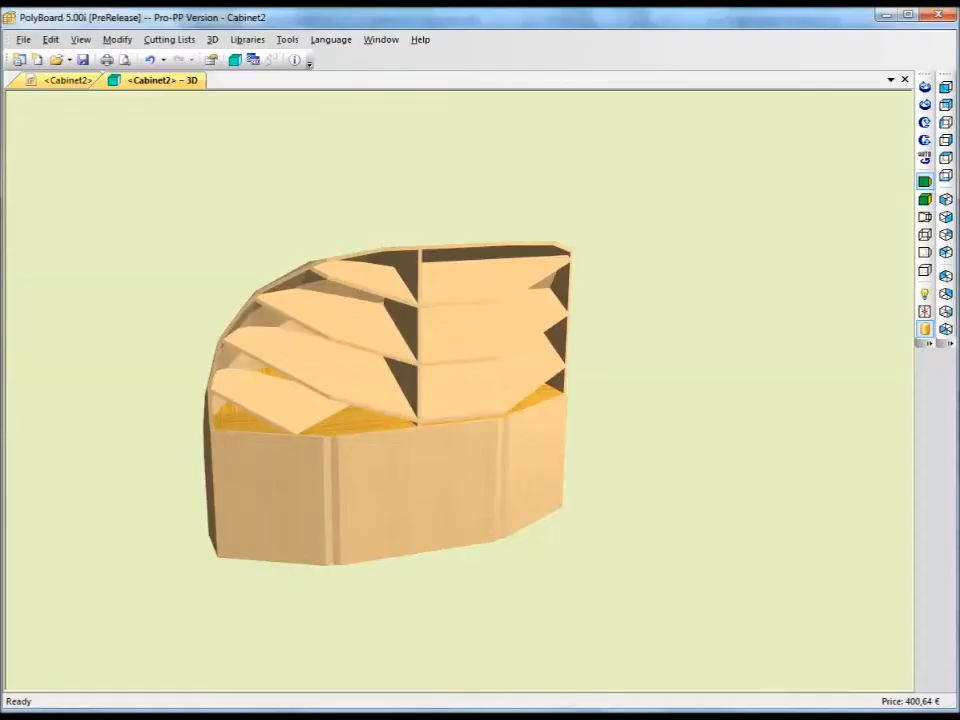 PolyBoard 5.00i [PreRelease] -- Pro-PP Version - Cabinet2
File Edit View Modify Cutting Lists 3D Libraries Tools Language Window Help
<Cabinet2> <Cabinet2> - 3D
AUTO
Ready Price: 400,64 €